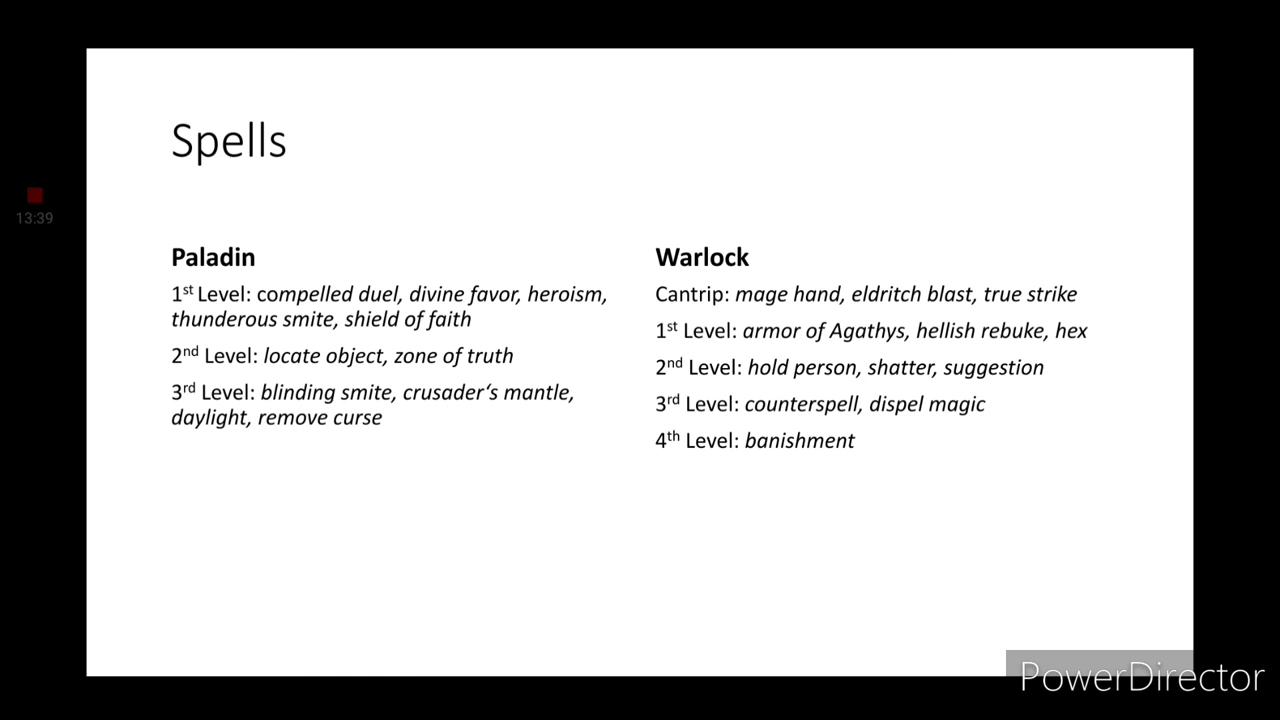 Spells
13:39
Paladin
1st Level: compelled duel, divine favor, heroism,
thunderous smite, shield of faith
2nd Level: locate object, zone of truth
3rd Level: blinding smite, crusader‘s mantle,
daylight, remove curse
Warlock
Cantrip: mage hand, eldritch blast, true strike
1st Level: armor of Agathys, hellish rebuke, hex
2nd Level: hold person, shatter, suggestion
3rd Level: counterspell, dispel magic
4th Level: banishment
PowerDirector